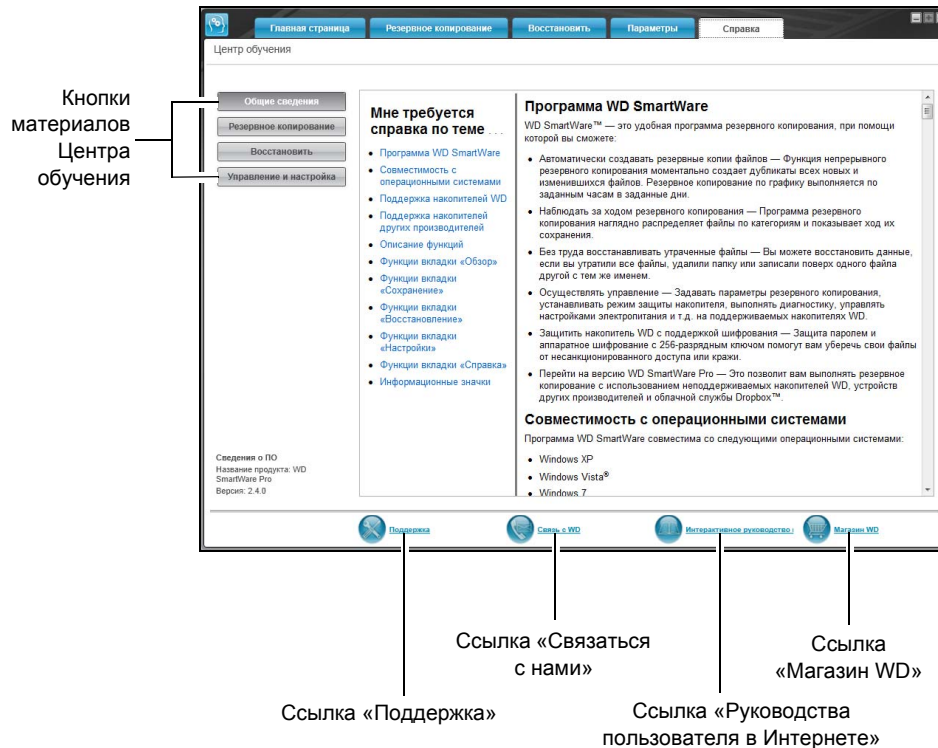 Главная страница
Резервное копирование
Восстановить
Параметры
Справка
Центр обучения
Кнопки
материалов
Центра
обучения
Общие сведения
Резервное копирование
Восстановить
Управление и настройка
Мне требуется
справка по теме . . .
• Программа WD SmartWare
• Совместимость с
операционными системами
• Поддержка накопителей WD
• Поддержка накопителей
других производителей
• Описание функций
• Функции вкладки «Обзор»
• Функции вкладки
«Сохранение»
• Функции вкладки
«Восстановление»
• Функции вкладки
«Настройки»
• Функции вкладки «Справка»
• Информационные значки
Программа WD SmartWare
WD SmartWare™ — это удобная программа резервного копирования, при помощи
которой вы сможете:
• Автоматически создавать резервные копии файлов — Функция непрерывного
резервного копирования моментально создает дубликаты всех новых и
изменившихся файлов. Резервное копирование по графику выполняется по
заданным часам в заданные дни.
• Наблюдать за ходом резервного копирования — Программа резервного
копирования наглядно распределяет файлы по категориям и показывает ход их
сохранения.
• Без труда восстанавливать утраченные файлы — Вы можете восстановить данные,
если вы утратили все файлы, удалили папку или записали поверх одного файла
другой с тем же именем.
• Осуществлять управление — Задавать параметры резервного копирования,
устанавливать режим защиты накопителя, выполнять диагностику, управлять
настройками электропитания и т.д. на поддерживаемых накопителях WD.
• Защитить накопитель WD с поддержкой шифрования — Защита паролем и
аппаратное шифрование с 256-разрядным ключом помогут вам уберечь свои файлы
от несанкционированного доступа или кражи.
• Перейти на версию WD SmartWare Pro — Это позволит вам выполнять резервное
копирование с использованием неподдерживаемых накопителей WD, устройств
других производителей и облачной службы Dropbox™.
Совместимость с операционными системами
Программа WD SmartWare совместима со следующими операционными системами:
• Windows XP
• Windows Vista®
• Windows 7
Сведения о ПО
Название продукта: WD
SmartWare Pro
Версия: 2.4.0
Поддержка
Связь с WD
Интерактивное руководство
Магазин WD
Ссылка «Связаться
с нами»
Ссылка
«Магазин WD»
Ссылка «Поддержка»
Ссылка «Руководства
пользователя в Интернете»